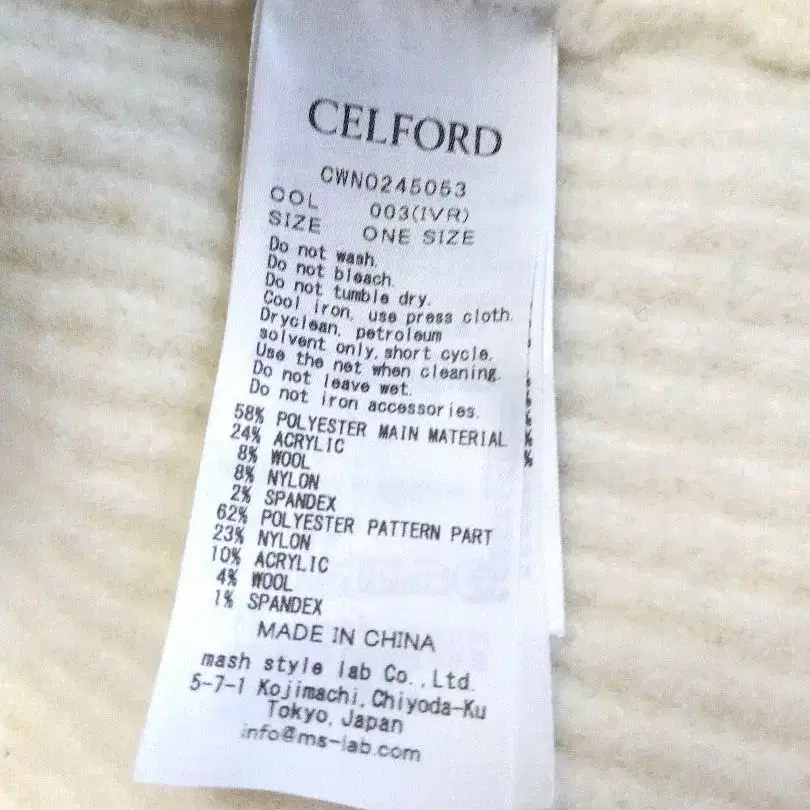 CELFORD
CWNO245053
COL 003(IVR)
SIZE ONE SIZE
Do not wash.
Do not bleach.
Do not tumble dry.
Cool iron, use press cloth.
Dryclean, petroleum
solvent only, short cycle.
Use the net when cleaning.
Do not leave wet.
Do not iron accessories.
58% POLYESTER MAIN MATERIAL
24% ACRYLIC
8% WOOL
8% NYLON
2% SPANDEX
62% POLYESTER PATTERN PART
23% NYLON
10% ACRYLIC
4% WOOL
1% SPANDEX
MADE IN CHINA
mash style lab Co.,Ltd.
5-7-1 Kojimachi, Chiyoda-Ku
Tokyo, Japan
info@ms-lab.com